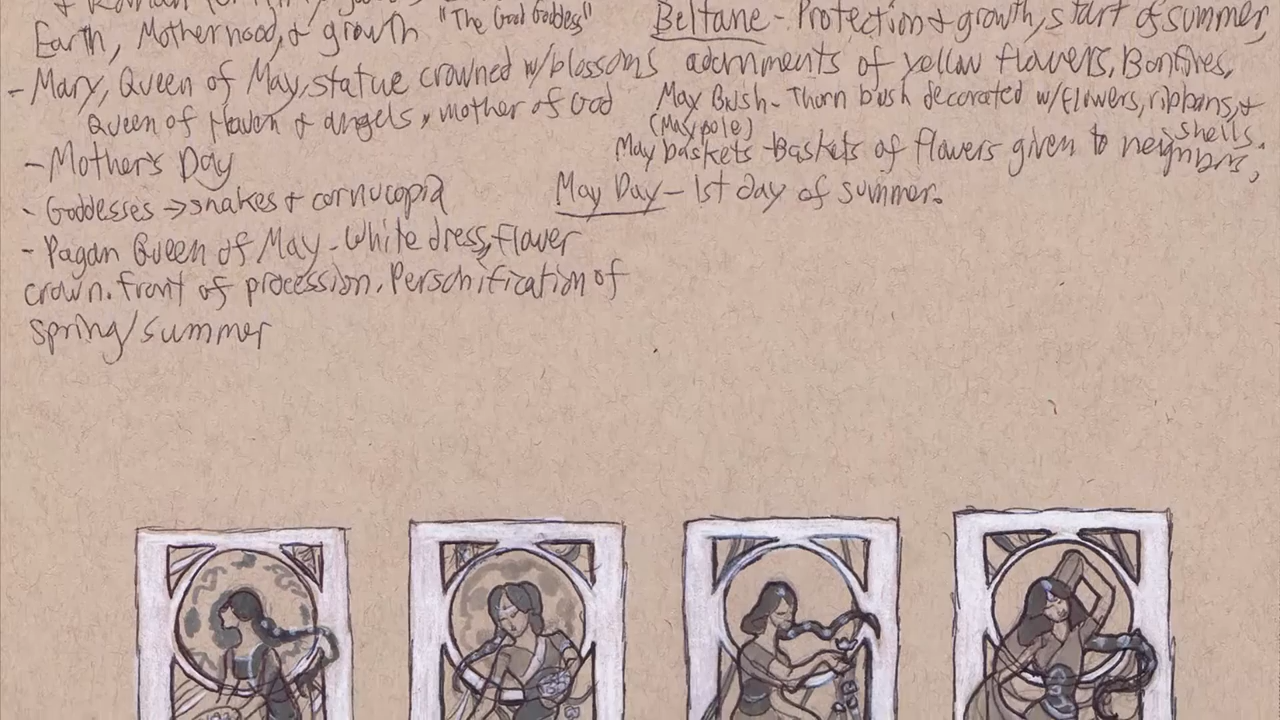 Earth, Motherhood, & growth "The Good Goddess"
- Mary, Queen of May, statue crowned w/blossoms
Queen of Heaven & angels, mother of God
- Mother's Day
- Goddesses → snakes & cornucopia
- Pagan Queen of May - White dress, flower
crown. front of procession. Personification of
spring/summer
Beltane - Protection & growth, start of summer,
adornments of yellow flowers, Bonfires,
May Bush - Thorn bush decorated w/flowers, ribbons, &
shells.
(Maypole)
May baskets - Baskets of flowers given to neighbors,
May Day - 1st day of summer.